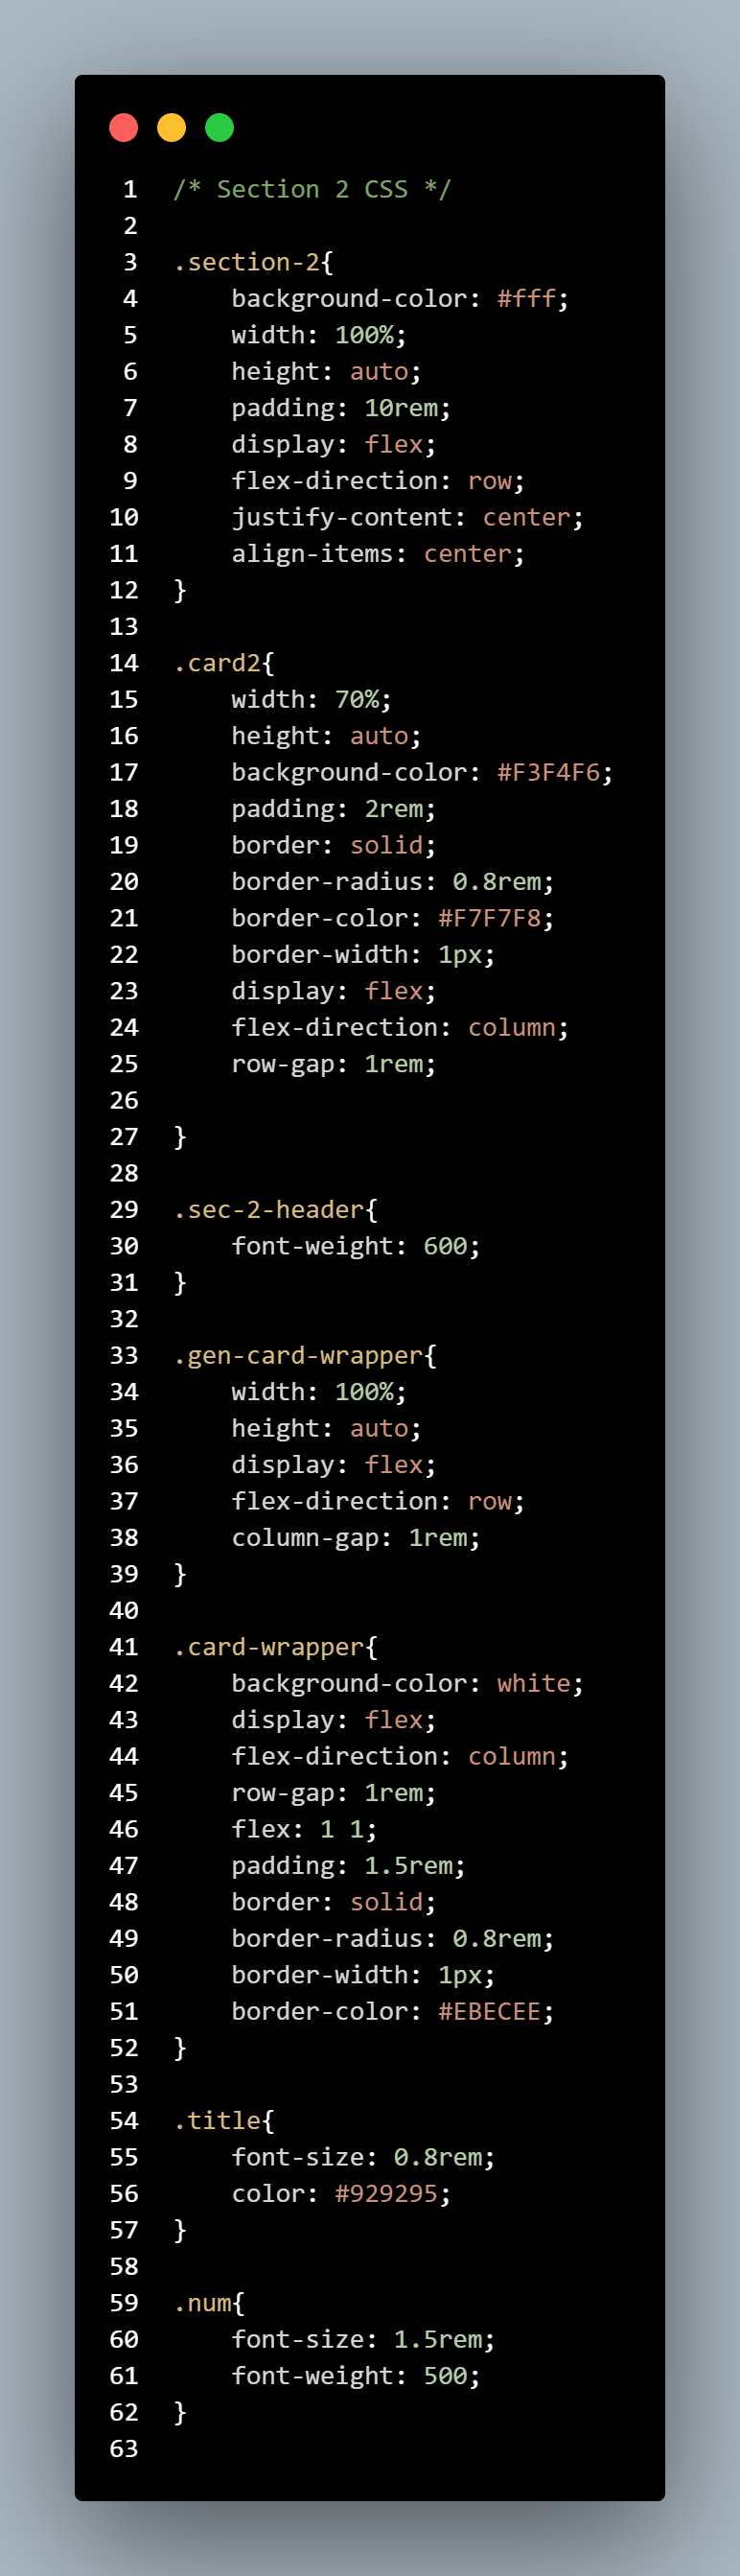 1 /* Section 2 CSS */
2
3 .section-2{
4     background-color: #fff;
5     width: 100%;
6     height: auto;
7     padding: 10rem;
8     display: flex;
9     flex-direction: row;
10     justify-content: center;
11     align-items: center;
12 }
13
14 .card2{
15     width: 70%;
16     height: auto;
17     background-color: #F3F4F6;
18     padding: 2rem;
19     border: solid;
20     border-radius: 0.8rem;
21     border-color: #F7F7F8;
22     border-width: 1px;
23     display: flex;
24     flex-direction: column;
25     row-gap: 1rem;
26
27 }
28
29 .sec-2-header{
30     font-weight: 600;
31 }
32
33 .gen-card-wrapper{
34     width: 100%;
35     height: auto;
36     display: flex;
37     flex-direction: row;
38     column-gap: 1rem;
39 }
40
41 .card-wrapper{
42     background-color: white;
43     display: flex;
44     flex-direction: column;
45     row-gap: 1rem;
46     flex: 1 1;
47     padding: 1.5rem;
48     border: solid;
49     border-radius: 0.8rem;
50     border-width: 1px;
51     border-color: #EBECEE;
52 }
53
54 .title{
55     font-size: 0.8rem;
56     color: #929295;
57 }
58
59 .num{
60     font-size: 1.5rem;
61     font-weight: 500;
62 }
63